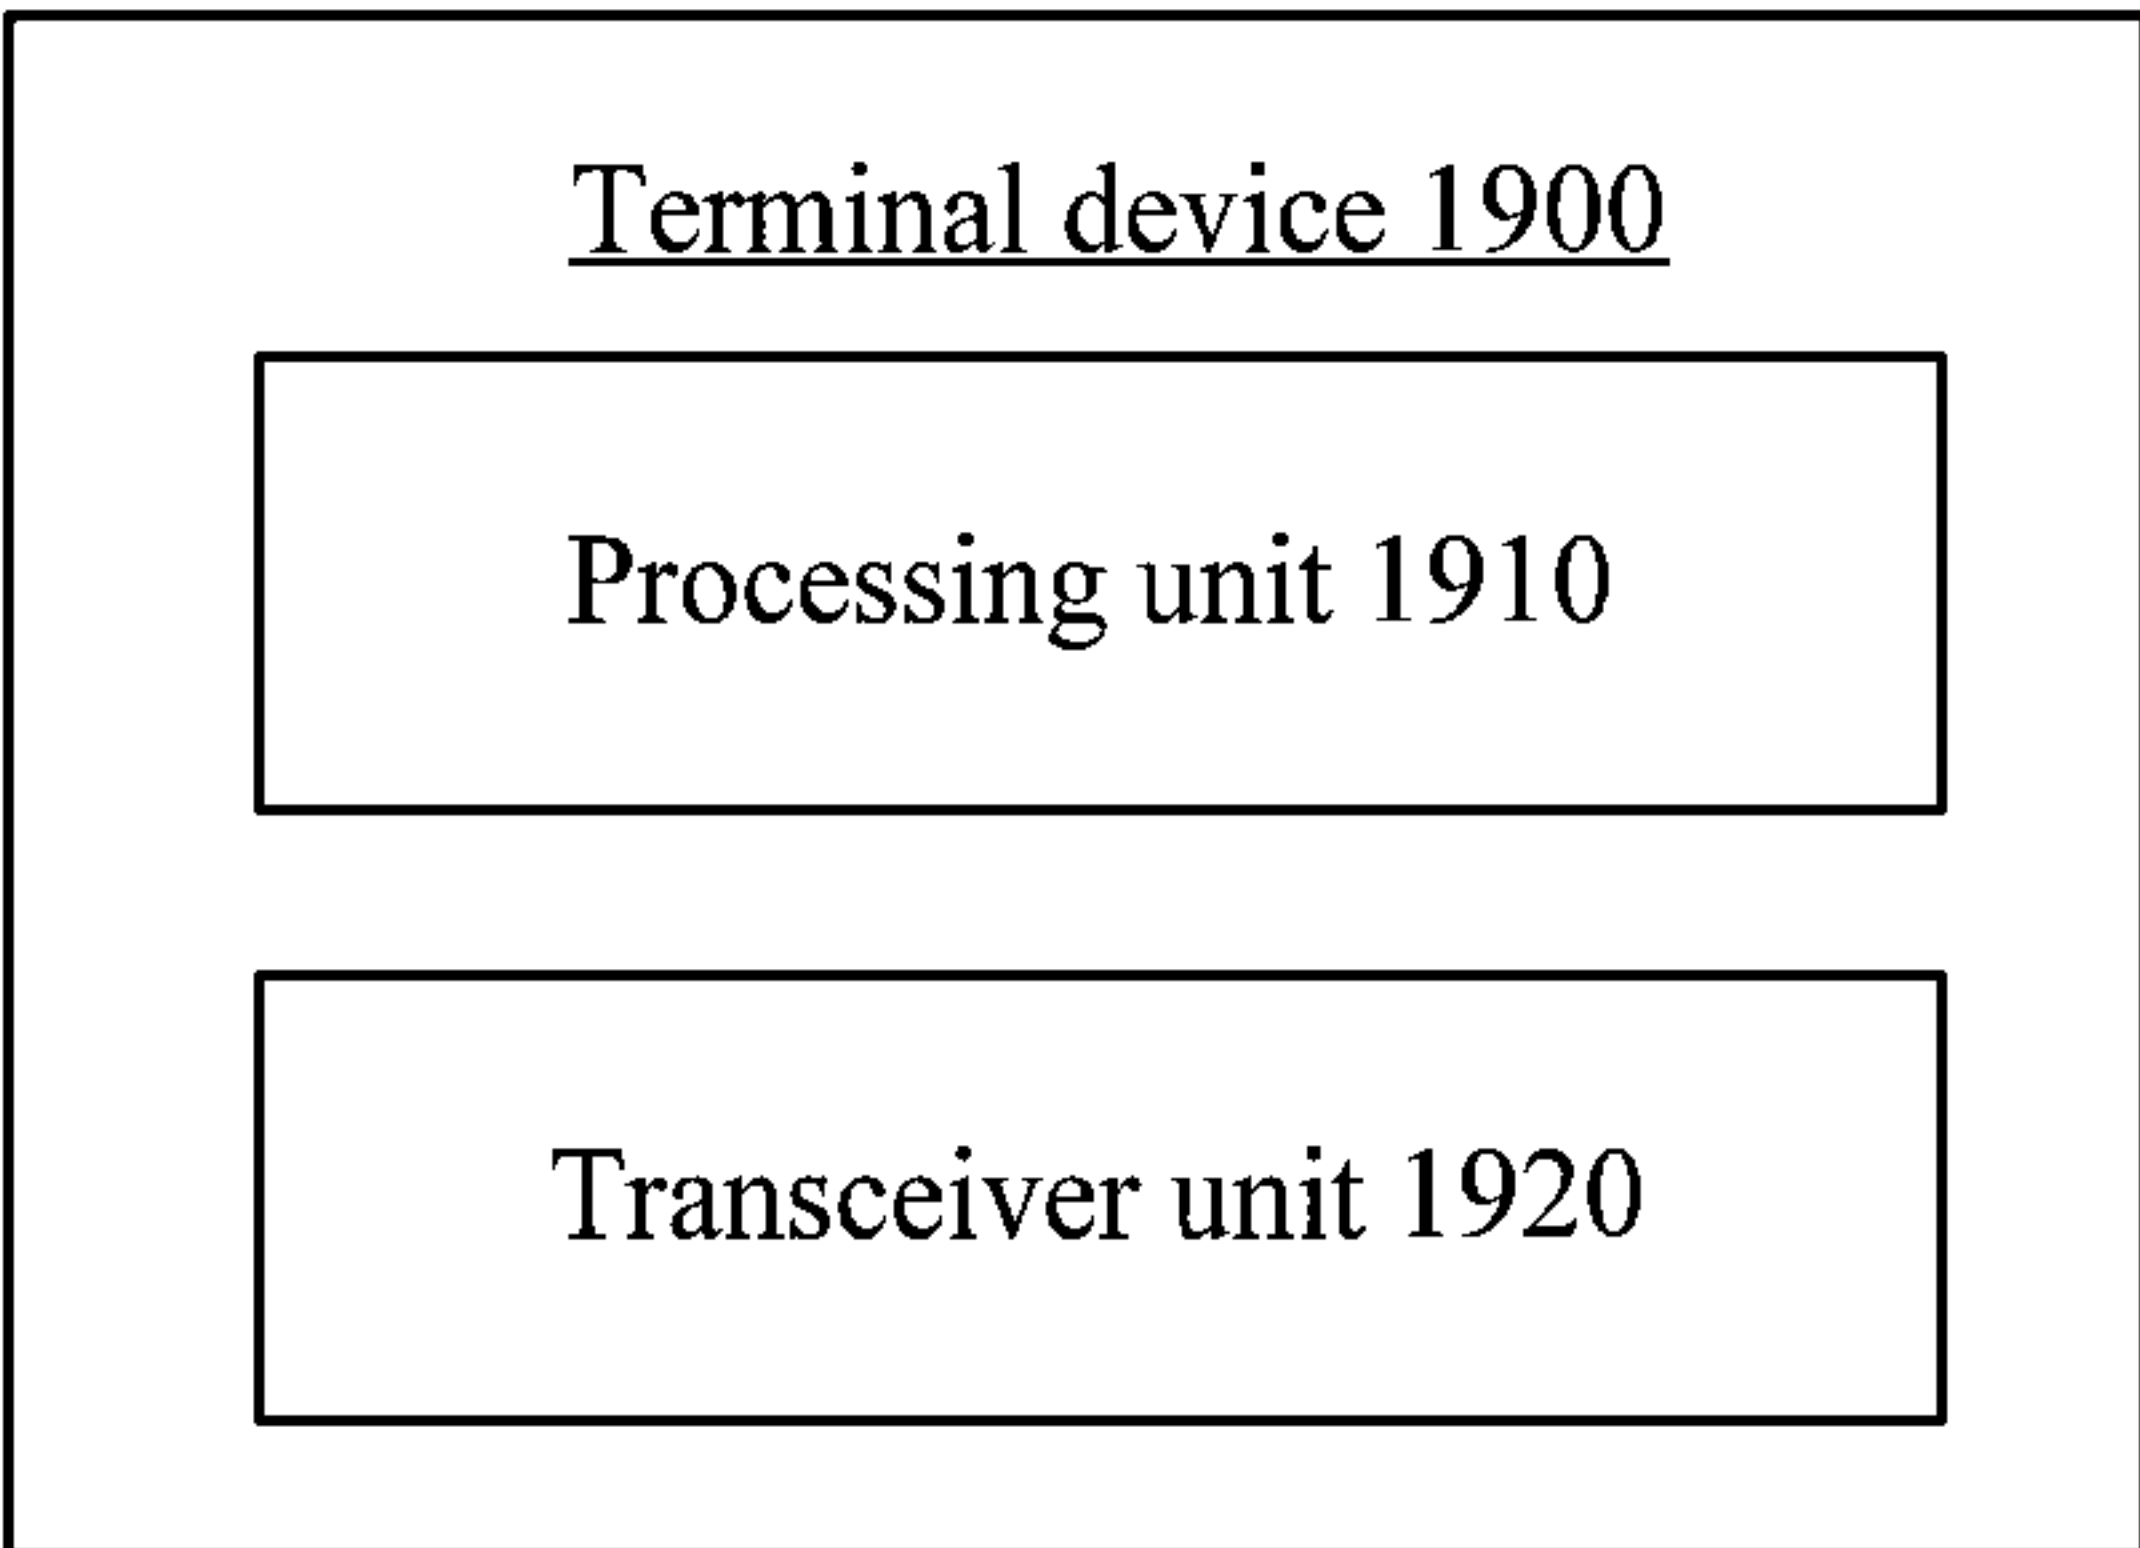 Terminal device 1900
Processing unit 1910
Transceiver unit 1920